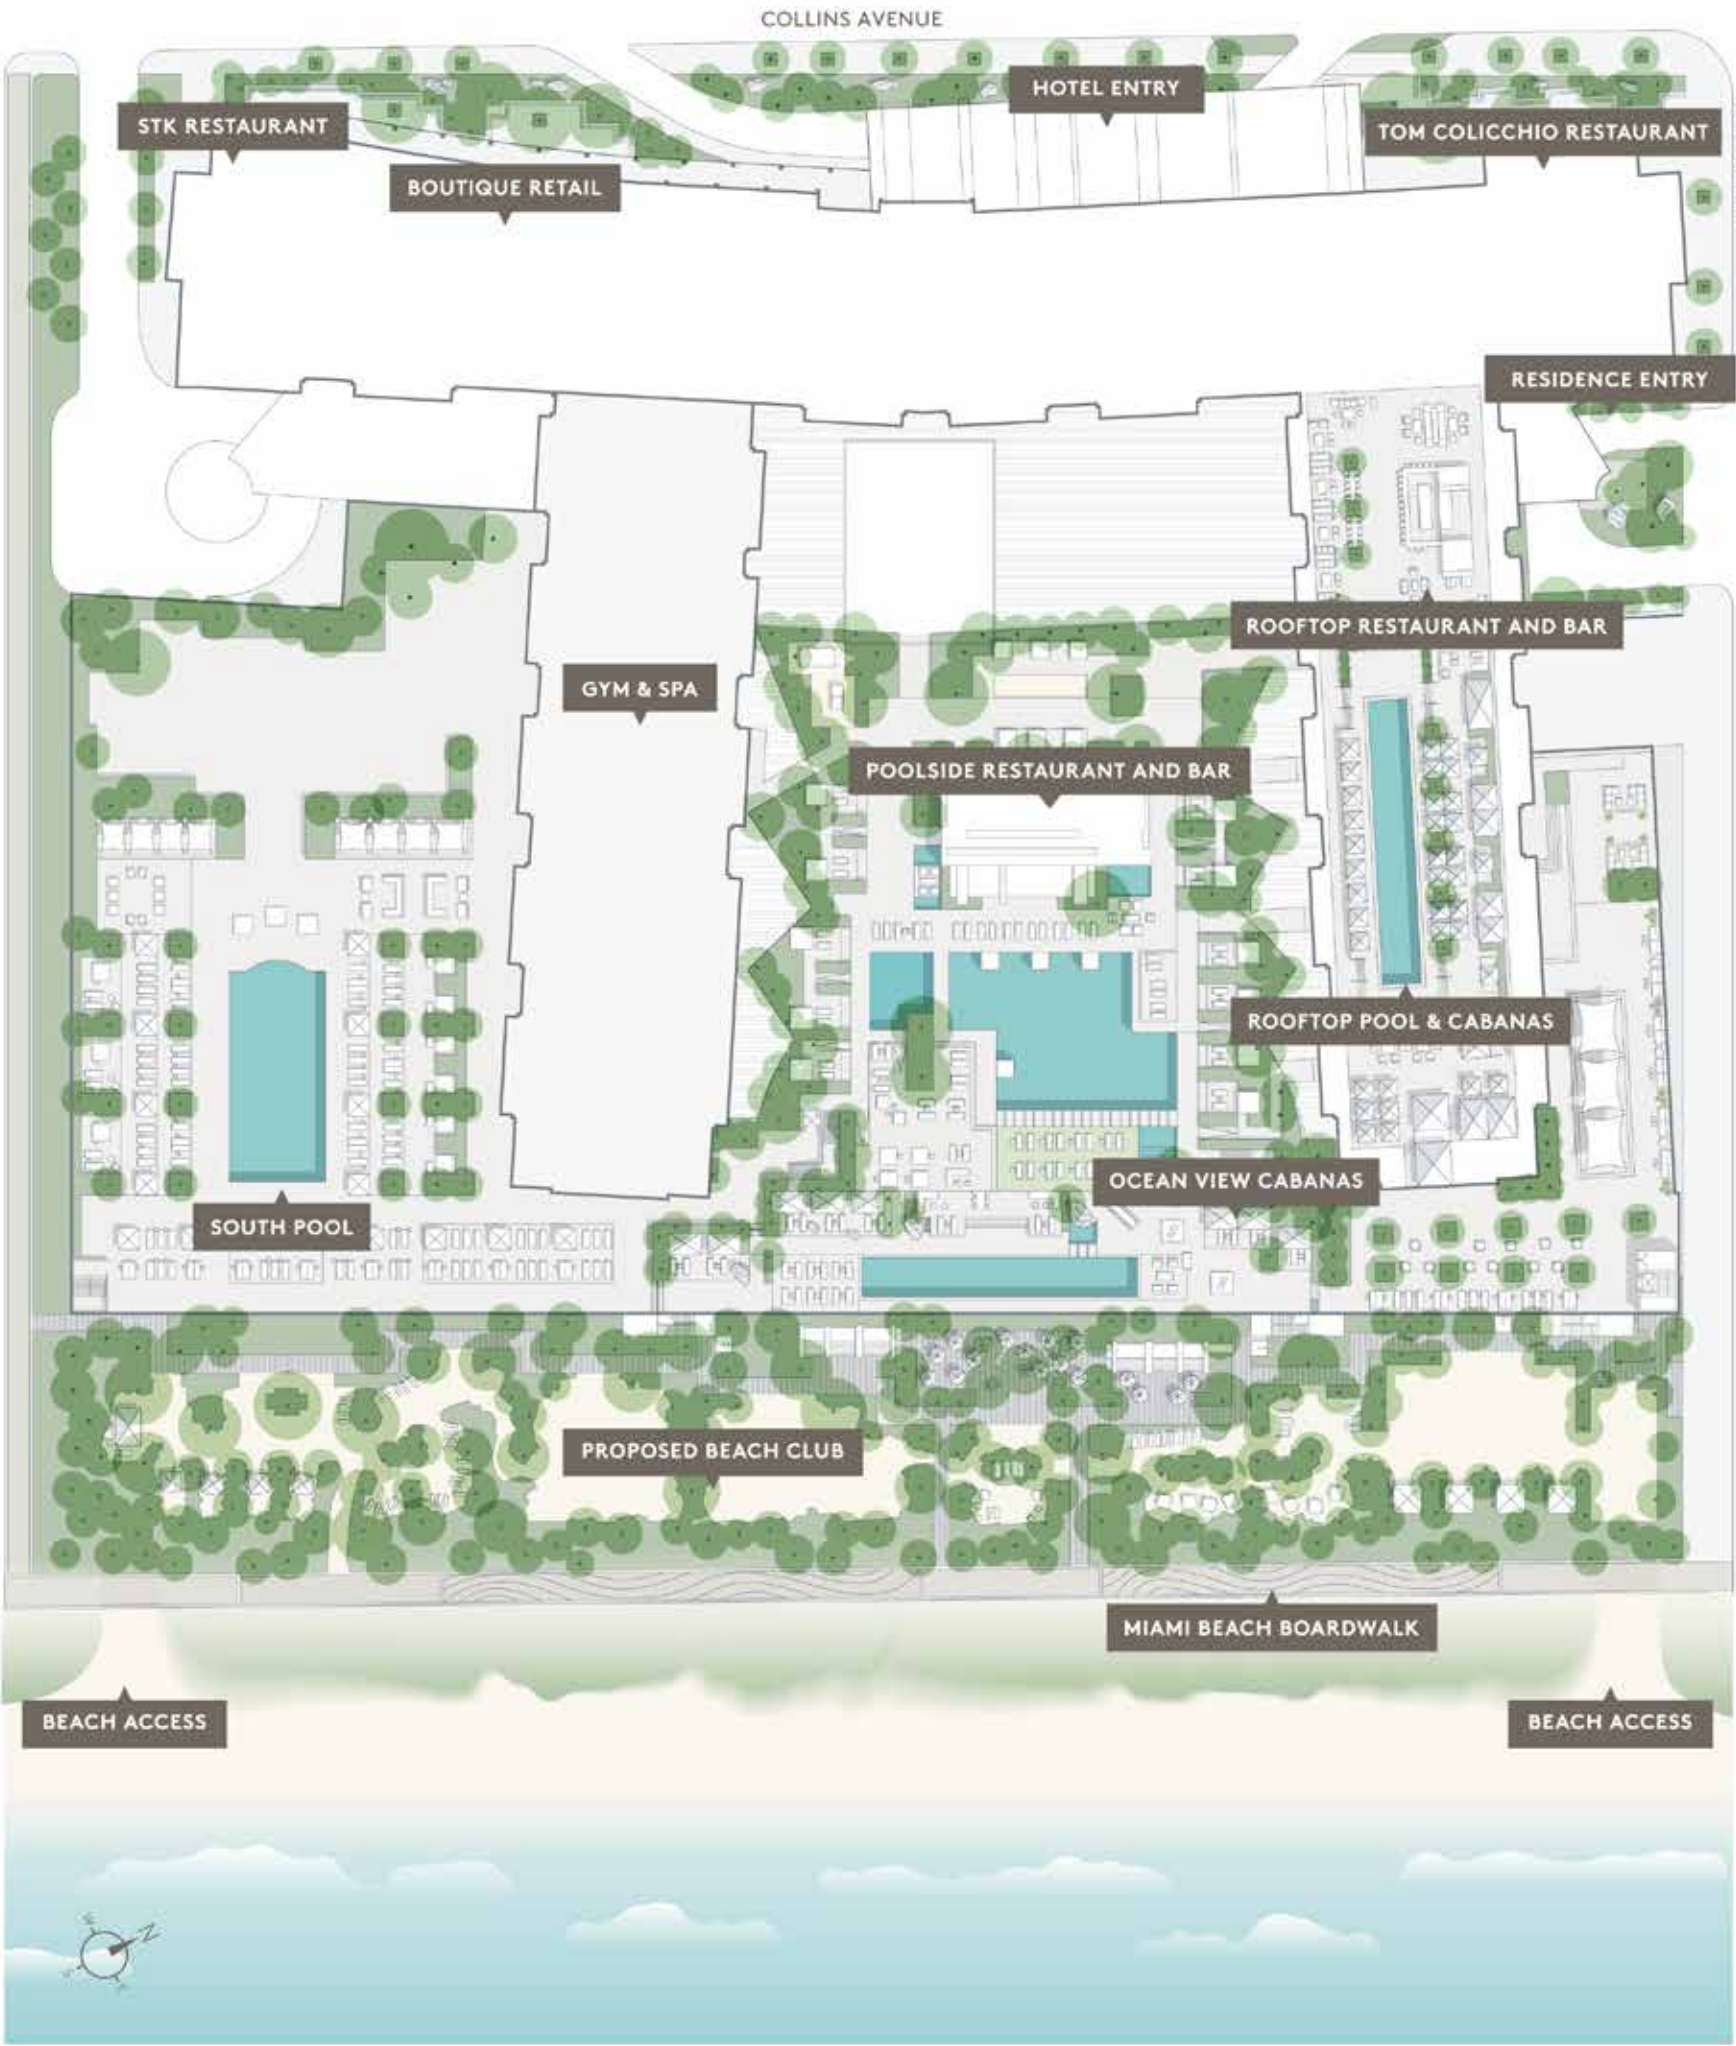 COLLINS AVENUE
HOTEL ENTRY
STK RESTAURANT
TOM COLICCHIO RESTAURANT
BOUTIQUE RETAIL
RESIDENCE ENTRY
ROOFTOP RESTAURANT AND BAR
GYM & SPA
POOLSIDE RESTAURANT AND BAR
ROOFTOP POOL & CABANAS
OCEAN VIEW CABANAS
SOUTH POOL
PROPOSED BEACH CLUB
MIAMI BEACH BOARDWALK
BEACH ACCESS
BEACH ACCESS
N